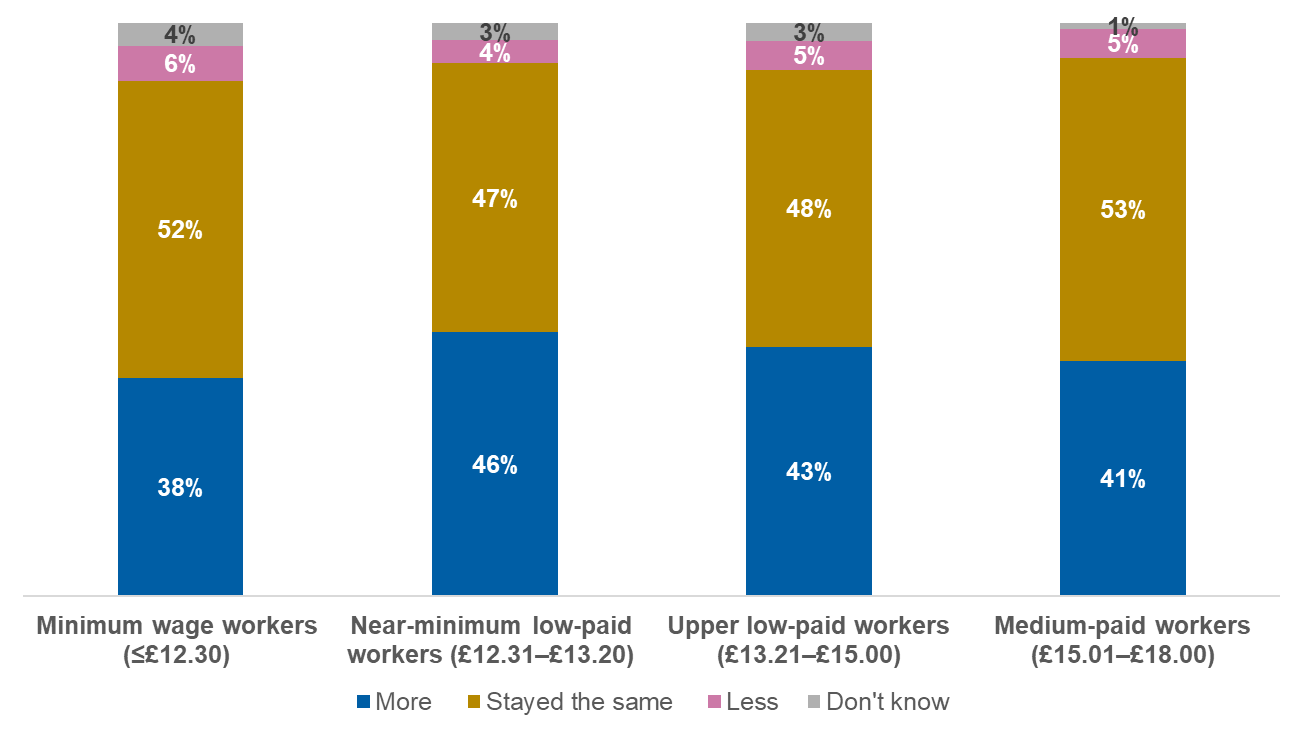 4% 3% 3% 1%
6% 4% 5% 5%
52% 47% 48% 53%
38% 46% 43% 41%
Minimum wage workers
(≤£12.30)
Near-minimum low-paid
workers (£12.31–£13.20)
Upper low-paid workers
(£13.21–£15.00)
Medium-paid workers
(£15.01–£18.00)
More Stayed the same Less Don't know